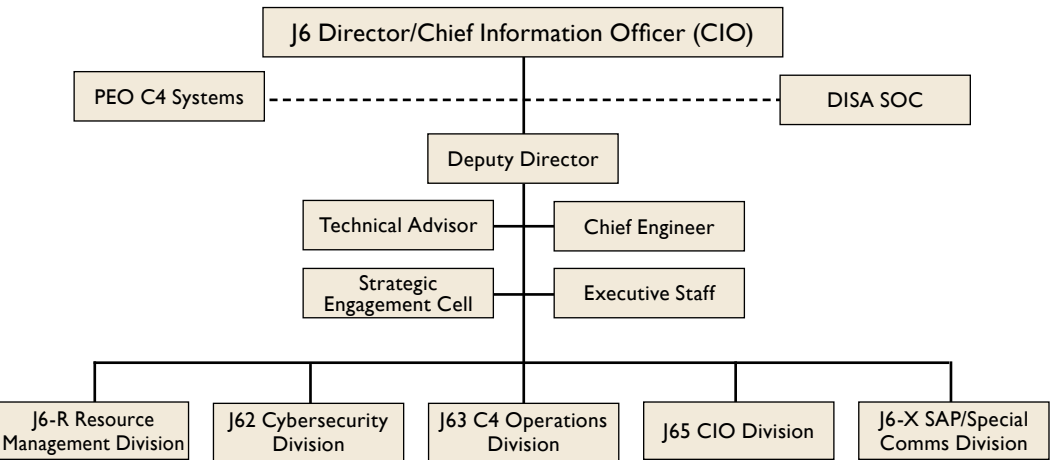 J6 Director/Chief Information Officer (CIO)
PEO C4 Systems
DISA SOC
Deputy Director
Technical Advisor
Chief Engineer
Strategic
Engagement Cell
Executive Staff
J6-R Resource
Management Division
J62 Cybersecurity
Division
J63 C4 Operations
Division
J65 CIO Division
J6-X SAP/Special
Comms Division